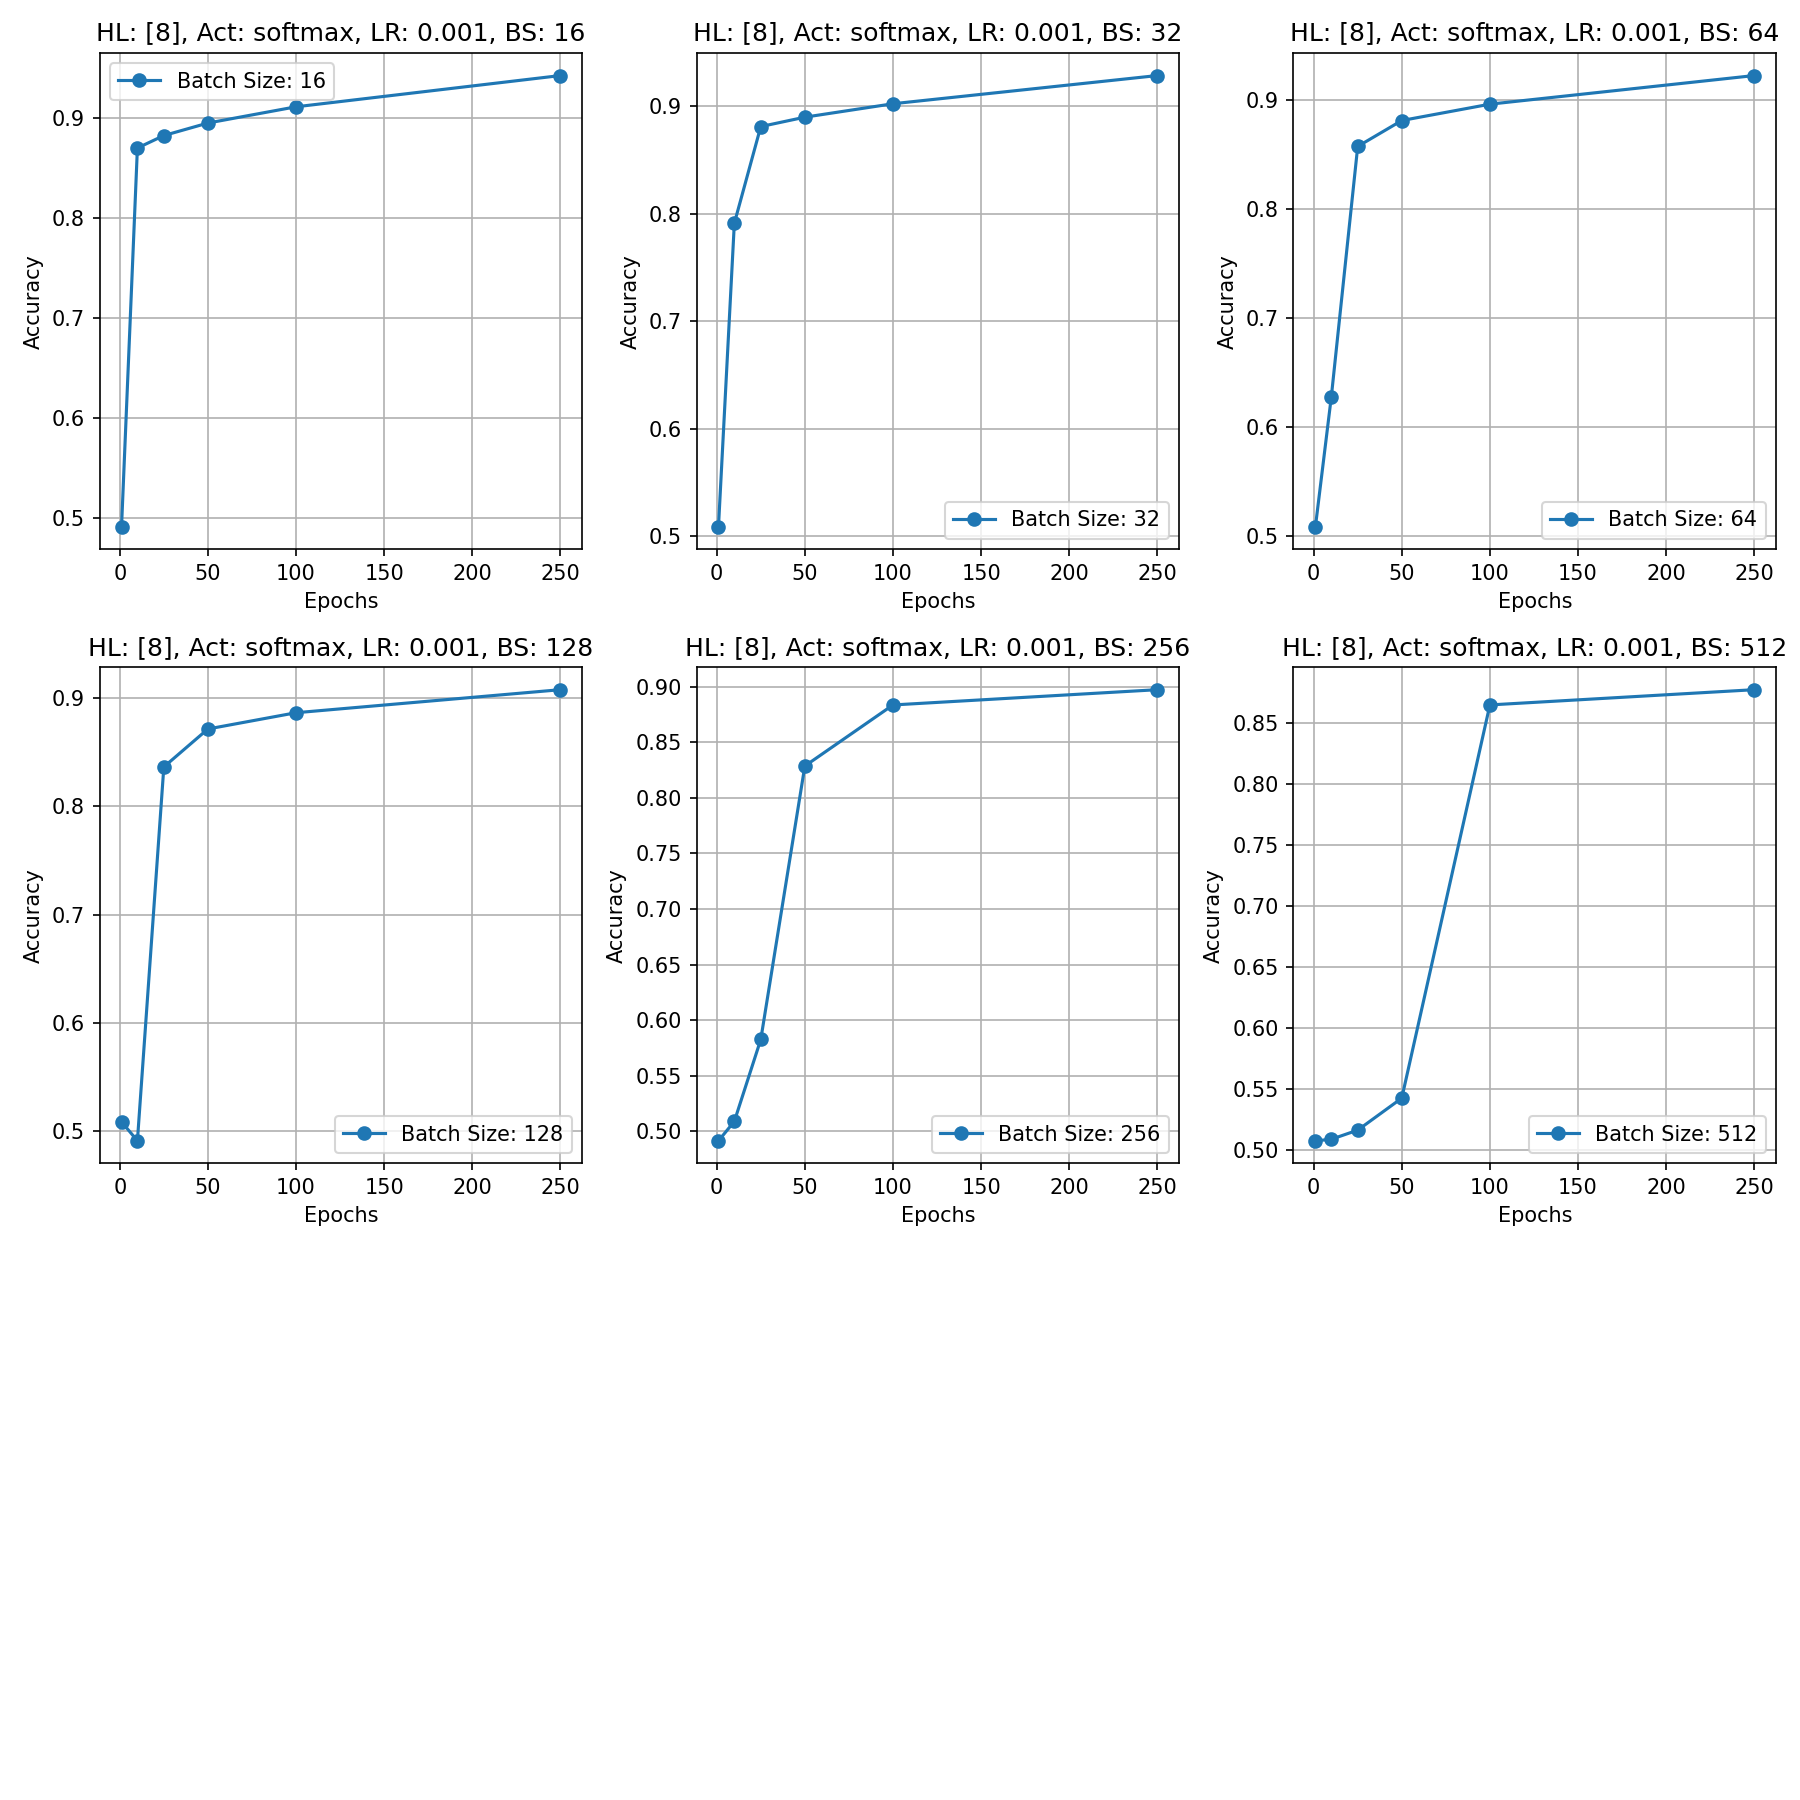 HL: [8], Act: softmax, LR: 0.001, BS: 16
Batch Size: 16
0.9
0.8
0.7
0.6
0.5
Accuracy
0 50 100 150 200 250
Epochs
HL: [8], Act: softmax, LR: 0.001, BS: 32
0.9
0.8
0.7
0.6
0.5
Accuracy
Batch Size: 32
0 50 100 150 200 250
Epochs
HL: [8], Act: softmax, LR: 0.001, BS: 64
0.9
0.8
0.7
0.6
0.5
Accuracy
Batch Size: 64
0 50 100 150 200 250
Epochs
HL: [8], Act: softmax, LR: 0.001, BS: 128
0.9
0.8
0.7
0.6
0.5
Accuracy
Batch Size: 128
0 50 100 150 200 250
Epochs
HL: [8], Act: softmax, LR: 0.001, BS: 256
0.90
0.85
0.80
0.75
0.70
0.65
0.60
0.55
0.50
Accuracy
Batch Size: 256
0 50 100 150 200 250
Epochs
HL: [8], Act: softmax, LR: 0.001, BS: 512
0.85
0.80
0.75
0.70
0.65
0.60
0.55
0.50
Accuracy
Batch Size: 512
0 50 100 150 200 250
Epochs